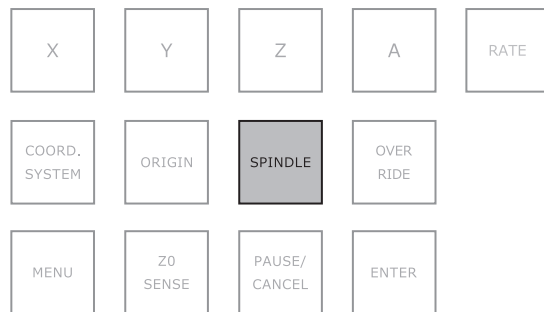 X
Y
Z
A
RATE
COORD.
SYSTEM
ORIGIN
SPINDLE
OVER
RIDE
MENU
Z0
SENSE
PAUSE/
CANCEL
ENTER